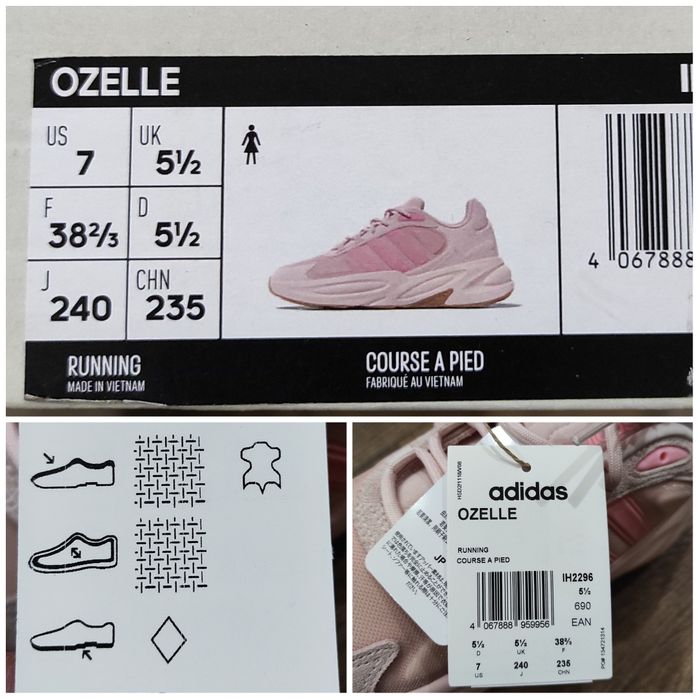 OZELLE
US 7 UK 5½
F 38⅔ D 5½
J 240 CHN 235
4 067888
RUNNING
MADE IN VIETNAM
COURSE A PIED
FABRIQUÉ AU VIETNAM
adidas
OZELLE
RUNNING
COURSE A PIED
IH2296
5½
690
EAN
4 067888 959956
5½ 5½ 38⅔
D UK F
7 240 235
US J CHN
JP